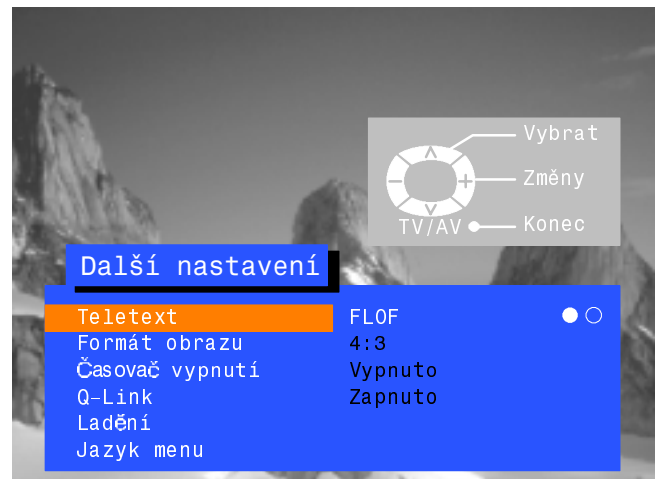 Vybrat
Změny
TV/AV Konec
Další nastavení
Teletext FLOF
Formát obrazu 4:3
Časovač vypnutí Vypnuto
Q-Link Zapnuto
Ladění
Jazyk menu